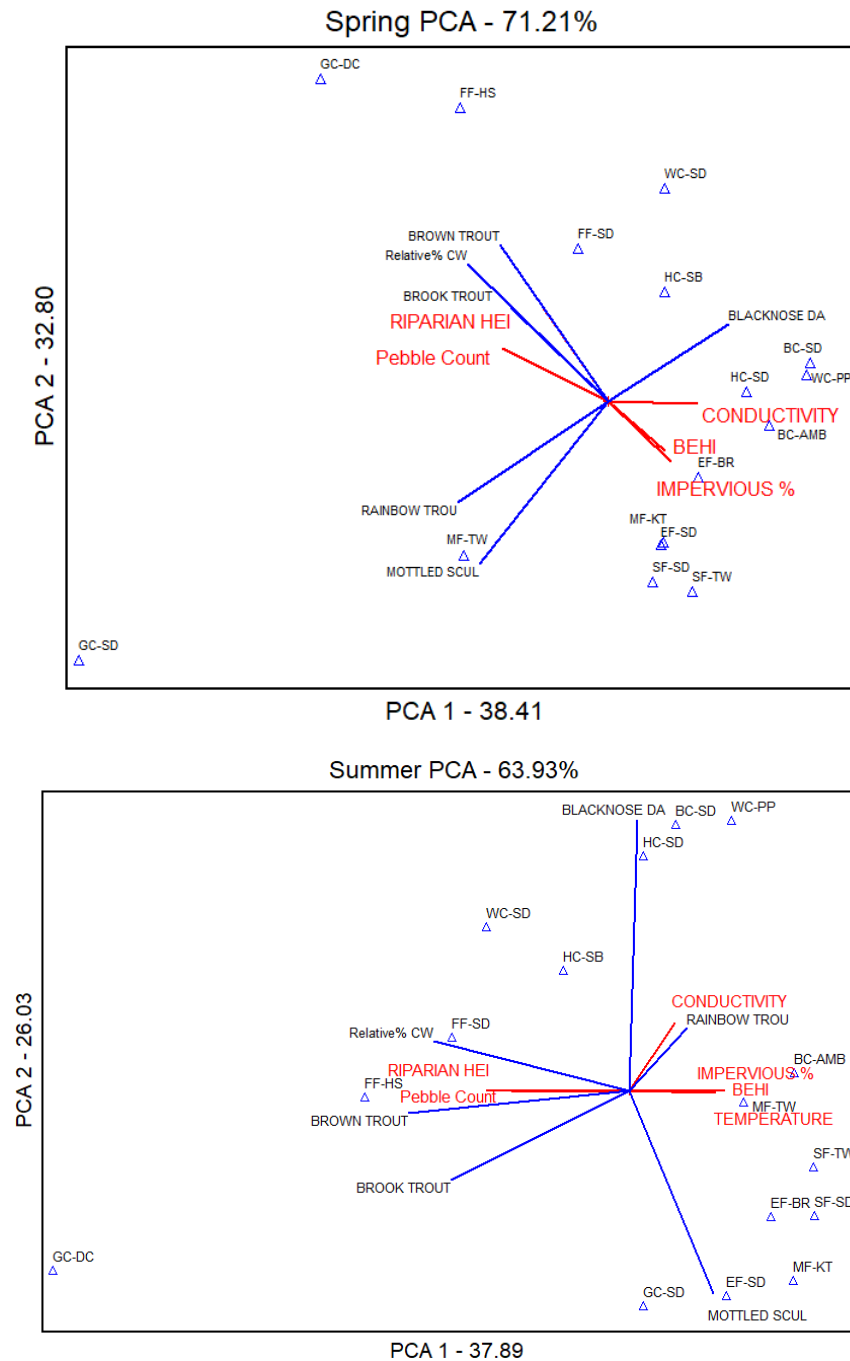 Spring PCA - 71.21%
GC-DC
FF-HS
WC-SD
BROWN TROUT
FF-SD
Relative% CW
HC-SB
BROOK TROUT
RIPARIAN HEI
BLACKNOSE DA
Pebble Count
BC-SD
HC-SD
WC-PP
CONDUCTIVITY
BC-AMB
BEHI
EF-BR
IMPERVIOUS %
RAINBOW TROU
MF-KT
EF-SD
MF-TW
MOTTLED SCUL
SF-SD
SF-TW
GC-SD
PCA 2 - 32.80
PCA 1 - 38.41
Summer PCA - 63.93%
BLACKNOSE DA
BC-SD
WC-PP
HC-SD
WC-SD
HC-SB
CONDUCTIVITY
RAINBOW TROU
FF-SD
Relative% CW
BC-AMB
RIPARIAN HEI
IMPERVIOUS %
FF-HS
BEHI
Pebble Count
MF-TW
BROWN TROUT
TEMPERATURE
SF-TW
BROOK TROUT
EF-BR
SF-SD
GC-DC
MF-KT
GC-SD
EF-SD
MOTTLED SCUL
PCA 2 - 26.03
PCA 1 - 37.89